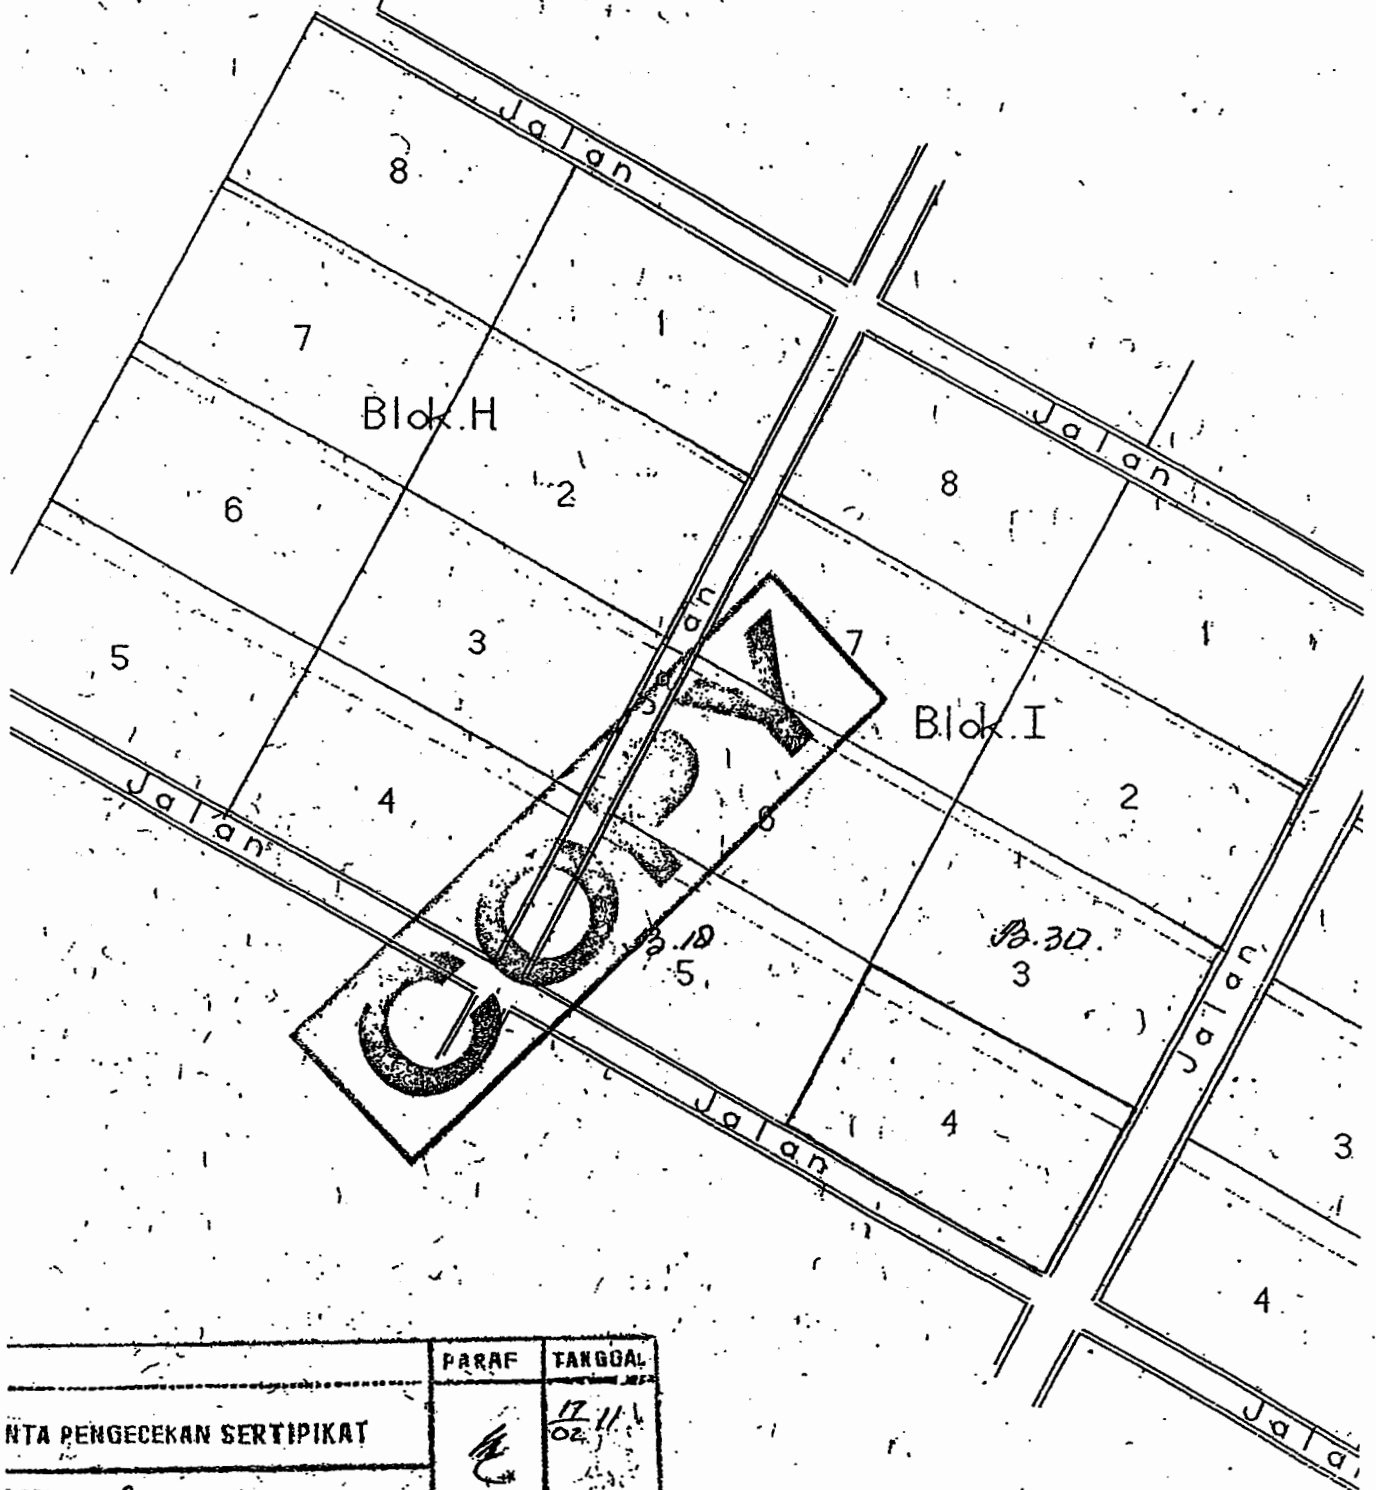 Jalan
8
1
7
Blok.H
Jalan
8
2
6
Jalan
1
3
7
5
Blok.I
2
4
6
Jalan
COPY
B.10
5
B.30.
3
Jalan
Jalan
4
3
4
Jalan
PARAF
TANGGAL
NTA PENGECEKAN SERTIPIKAT
17/02 11